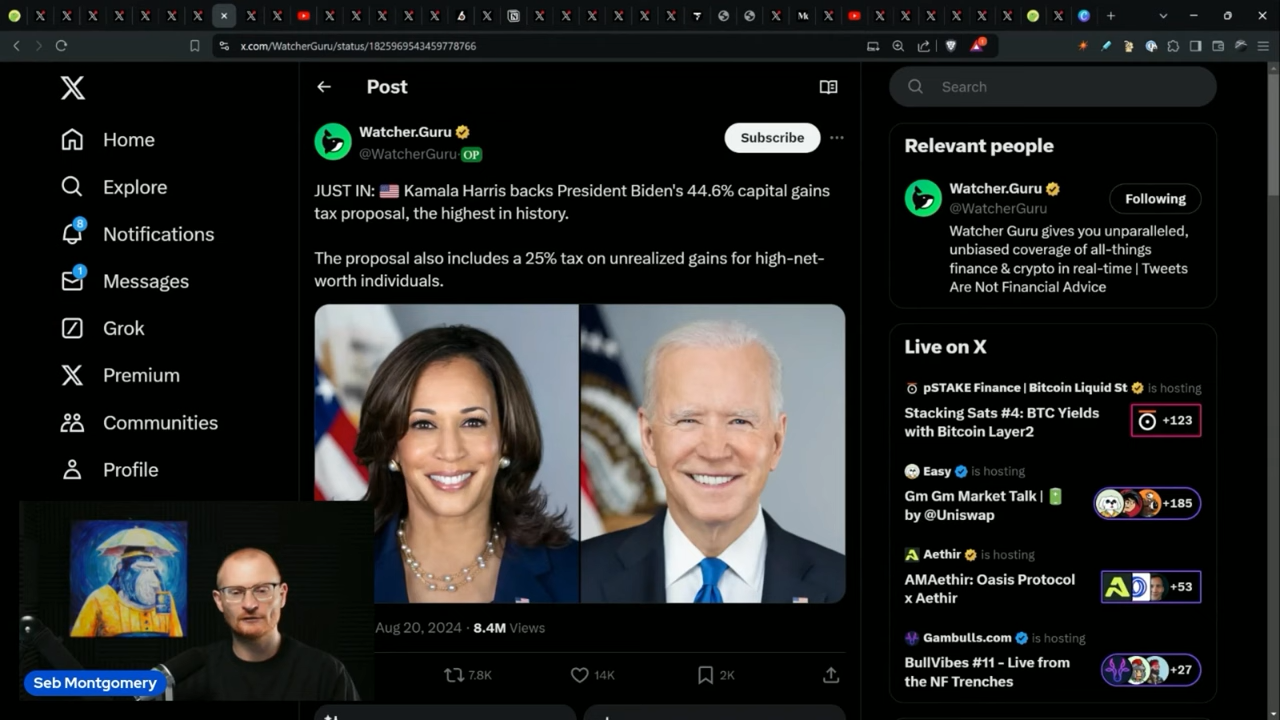 x.com/WatcherGuru/status/1825969543459778766
Home
Explore
8
Notifications
1
Messages
Grok
Premium
Communities
Profile
Post
Watcher.Guru
@WatcherGuru· OP
Subscribe
JUST IN: 🇺🇸 Kamala Harris backs President Biden's 44.6% capital gains
tax proposal, the highest in history.
The proposal also includes a 25% tax on unrealized gains for high-net-
worth individuals.
Aug 20, 2024 · 8.4M Views
7.8K
14K
2K
Search
Relevant people
Watcher.Guru
@WatcherGuru
Following
Watcher Guru gives you unparalleled,
unbiased coverage of all-things
finance & crypto in real-time | Tweets
Are Not Financial Advice
Live on X
pSTAKE Finance | Bitcoin Liquid St is hosting
Stacking Sats #4: BTC Yields
with Bitcoin Layer2
+123
Easy is hosting
Gm Gm Market Talk | 🔋
by @Uniswap
+185
Aethir is hosting
AMAethir: Oasis Protocol
x Aethir
+53
Gambulls.com is hosting
BullVibes #11 - Live from
the NF Trenches
+27
Seb Montgomery